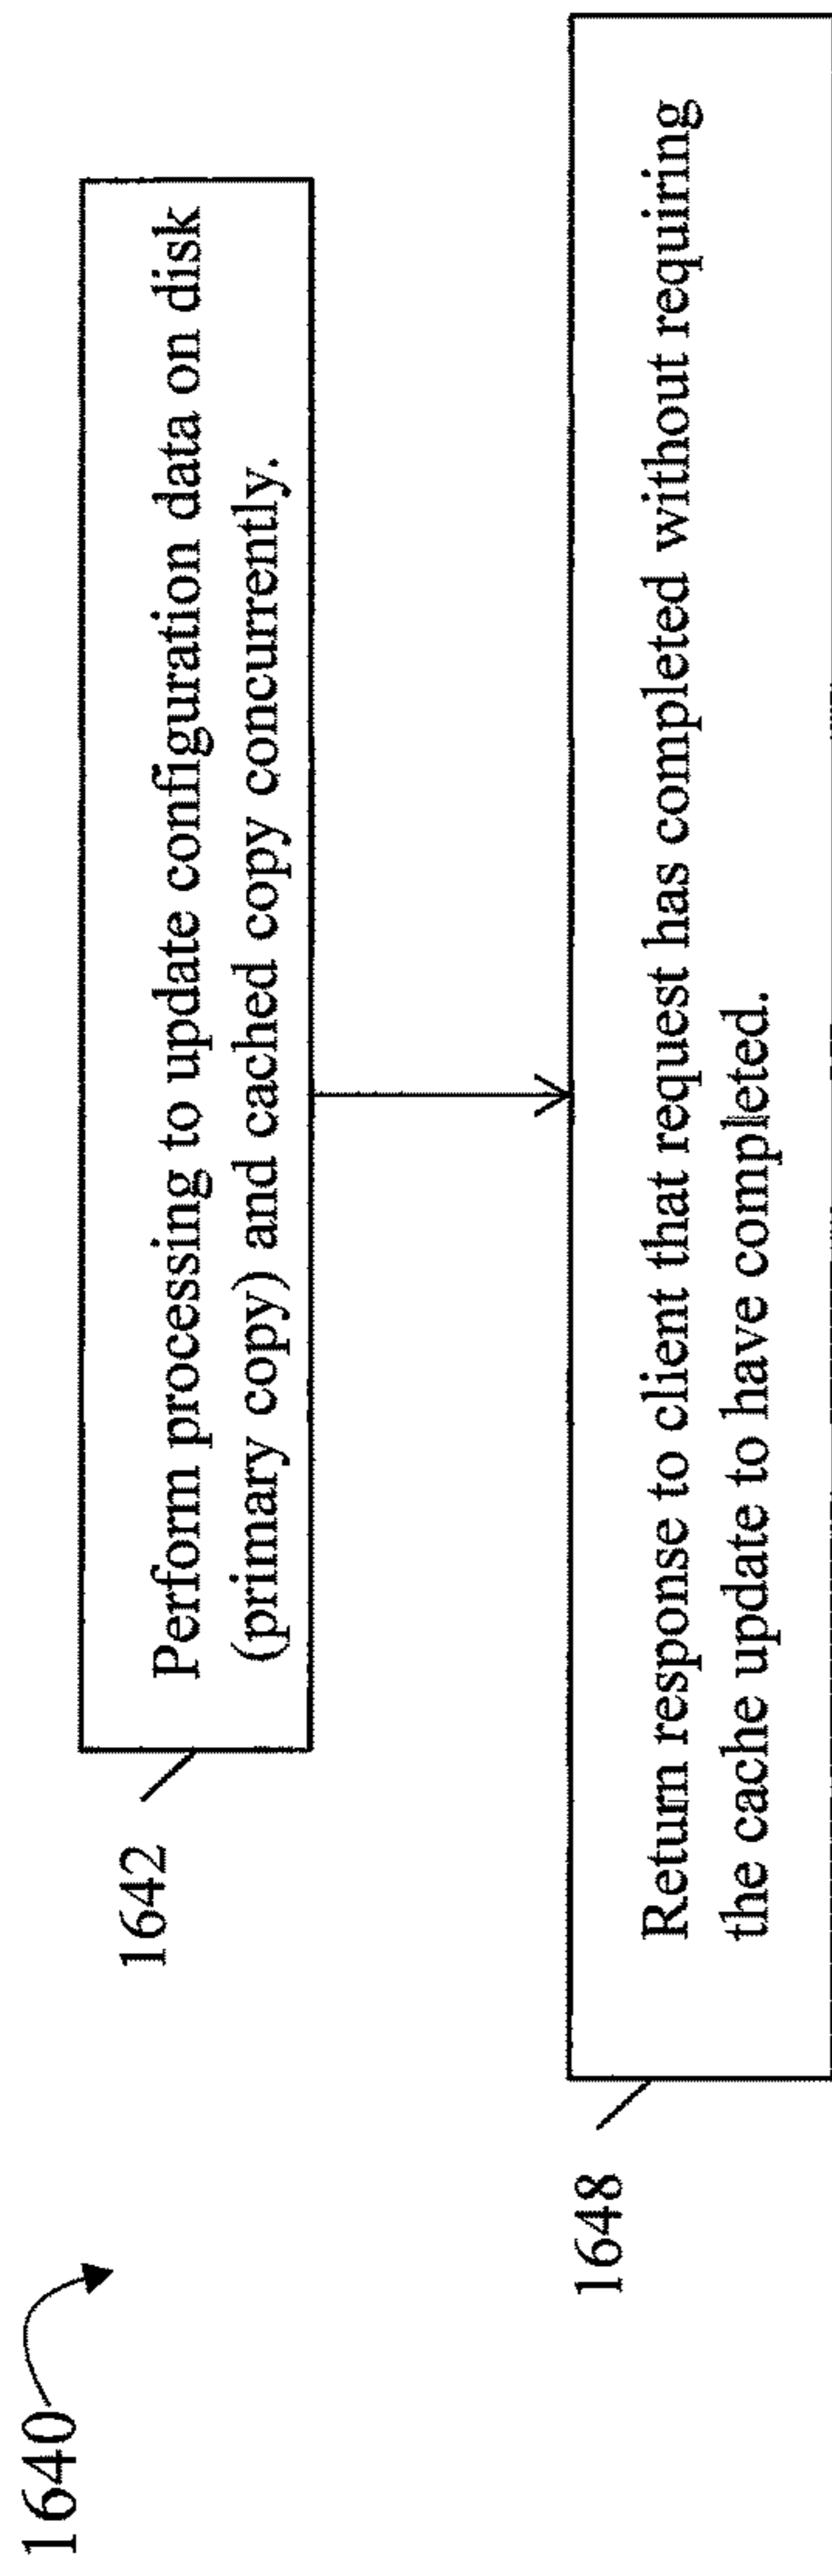 1640
1642
Perform processing to update configuration data on disk
(primary copy) and cached copy concurrently.
1648
Return response to client that request has completed without requiring
the cache update to have completed.